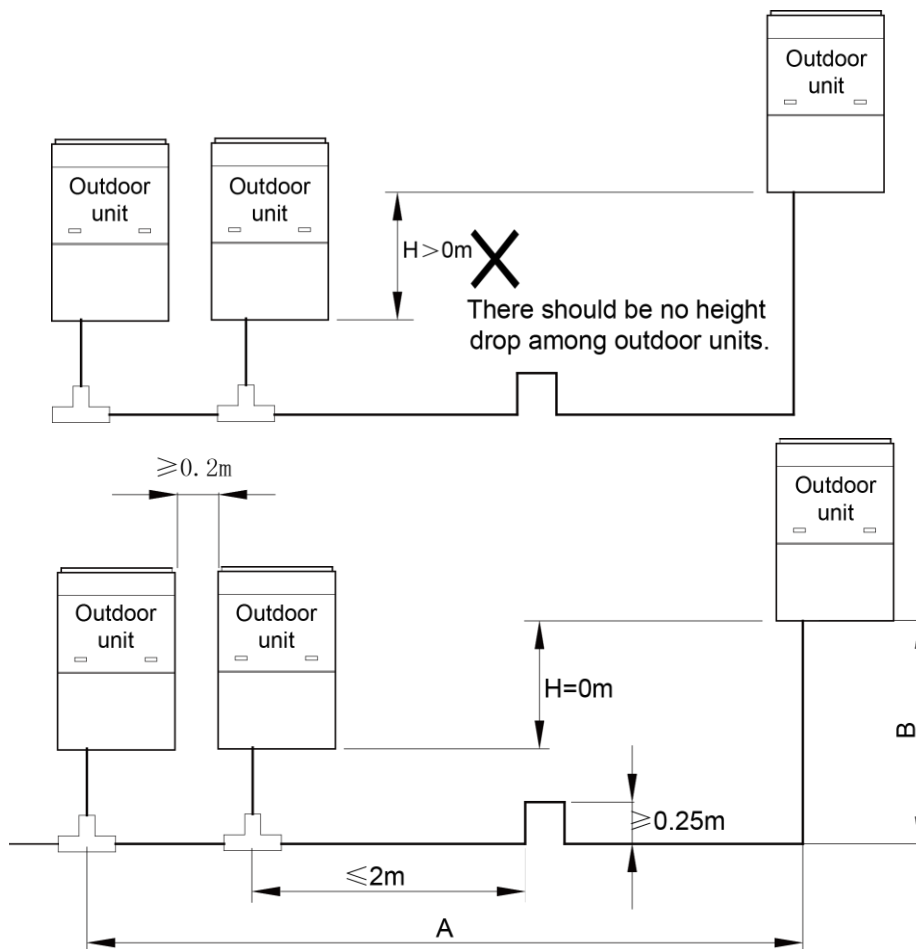 Outdoor
unit
Outdoor
unit
Outdoor
unit
H>0m
There should be no height
drop among outdoor units.
≥0.2m
Outdoor
unit
Outdoor
unit
Outdoor
unit
H=0m
B
≥0.25m
≤2m
A